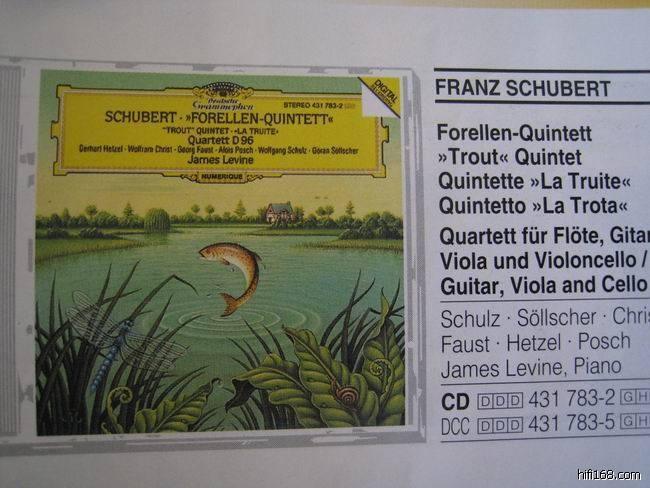 Deutsche
Grammophon
STEREO 431 783-2
DIGITAL
SCHUBERT · »FORELLEN-QUINTETT«
"TROUT" QUINTET · »LA TRUITE«
Quartett D 96
Gerhart Hetzel · Wolfram Christ · Georg Faust · Alois Posch · Wolfgang Schulz · Göran Söllscher
James Levine
NUMERIQUE
FRANZ SCHUBERT
Forellen-Quintett
»Trout« Quintet
Quintette »La Truite«
Quintetto »La Trota«
Quartett für Flöte, Gitar
Viola und Violoncello /
Guitar, Viola and Cello
Schulz · Söllscher · Chris
Faust · Hetzel · Posch
James Levine, Piano
CD DDD 431 783-2 GH
DCC DDD 431 783-5 GH
hifi168.com